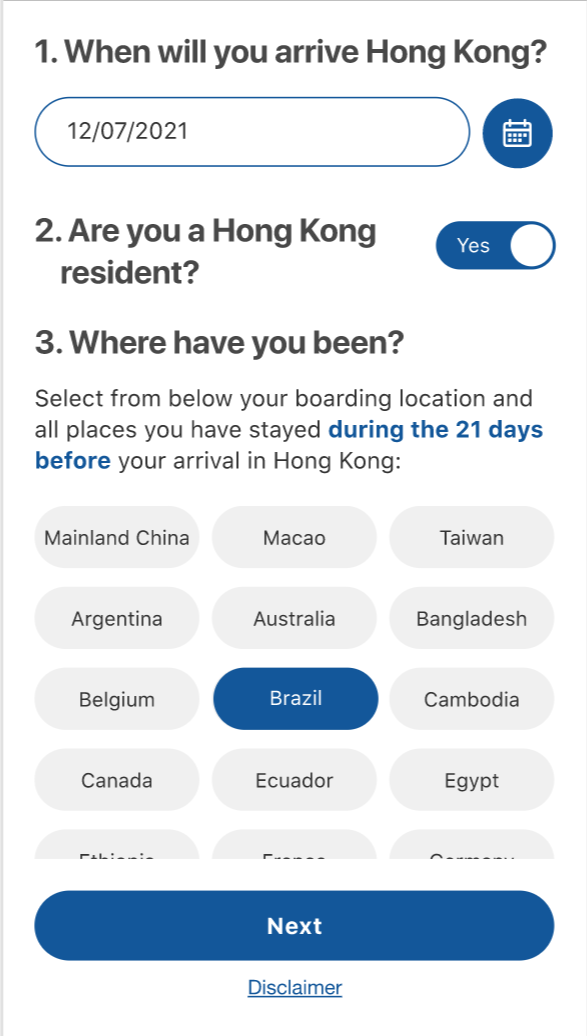 1. When will you arrive Hong Kong?
12/07/2021
2. Are you a Hong Kong
resident?
Yes
3. Where have you been?
Select from below your boarding location and
all places you have stayed during the 21 days
before your arrival in Hong Kong:
Mainland China Macao Taiwan
Argentina Australia Bangladesh
Belgium Brazil Cambodia
Canada Ecuador Egypt
Ethiopia France Germany
Next
Disclaimer